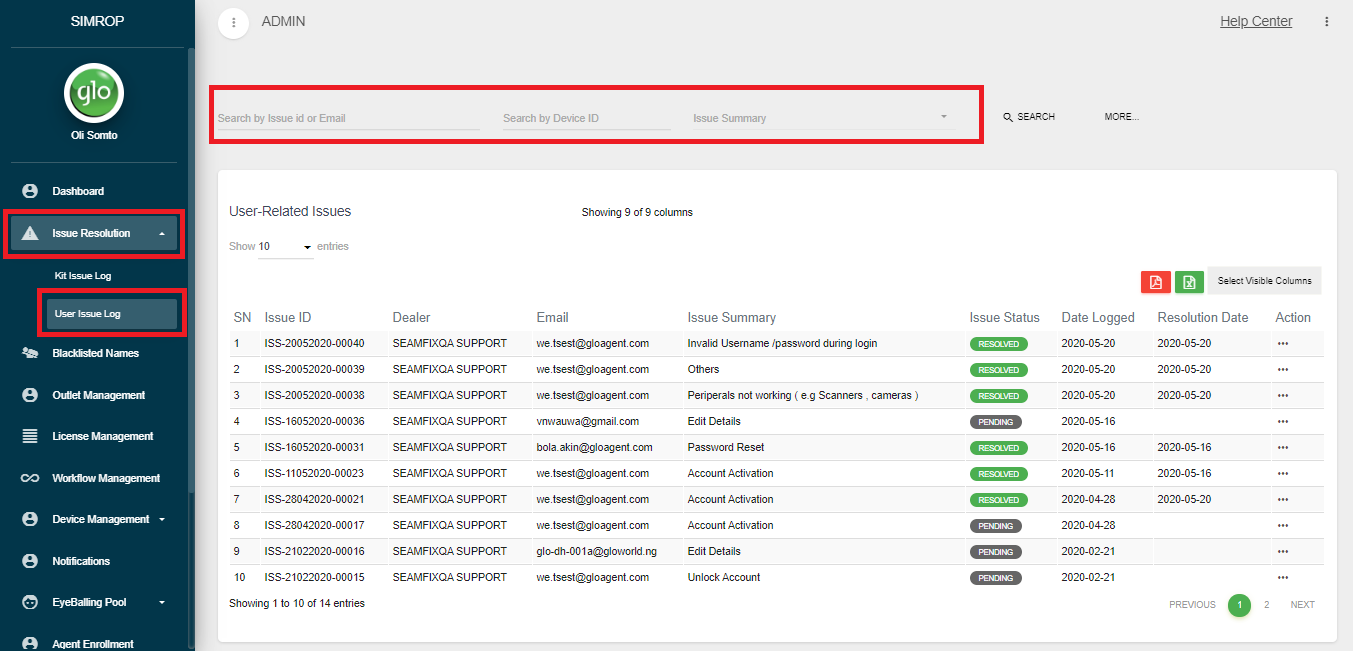 SIMROP
ADMIN
Help Center
glo
Oli Somto
Dashboard
Issue Resolution
Kit Issue Log
User Issue Log
Blacklisted Names
Outlet Management
License Management
Workflow Management
Device Management
Notifications
EyeBalling Pool
Agent Enrollment
Search by Issue id or Email Search by Device ID Issue Summary SEARCH MORE...
User-Related Issues Showing 9 of 9 columns
Show 10 entries
Select Visible Columns
SN Issue ID Dealer Email Issue Summary Issue Status Date Logged Resolution Date Action
1 ISS-20052020-00040 SEAMFIXQA SUPPORT we.tsest@gloagent.com Invalid Username /password during login RESOLVED 2020-05-20 2020-05-20 •••
2 ISS-20052020-00039 SEAMFIXQA SUPPORT we.tsest@gloagent.com Others RESOLVED 2020-05-20 2020-05-20 •••
3 ISS-20052020-00038 SEAMFIXQA SUPPORT we.tsest@gloagent.com Periperals not working ( e.g Scanners , cameras ) RESOLVED 2020-05-20 2020-05-20 •••
4 ISS-16052020-00036 SEAMFIXQA SUPPORT vnwauwa@gmail.com Edit Details PENDING 2020-05-16 •••
5 ISS-16052020-00031 SEAMFIXQA SUPPORT bola.akin@gloagent.com Password Reset RESOLVED 2020-05-16 2020-05-16 •••
6 ISS-11052020-00023 SEAMFIXQA SUPPORT we.tsest@gloagent.com Account Activation RESOLVED 2020-05-11 2020-05-16 •••
7 ISS-28042020-00021 SEAMFIXQA SUPPORT we.tsest@gloagent.com Account Activation RESOLVED 2020-04-28 2020-05-20 •••
8 ISS-28042020-00017 SEAMFIXQA SUPPORT we.tsest@gloagent.com Account Activation PENDING 2020-04-28 •••
9 ISS-21022020-00016 SEAMFIXQA SUPPORT glo-dh-001a@gloworld.ng Edit Details PENDING 2020-02-21 •••
10 ISS-21022020-00015 SEAMFIXQA SUPPORT we.tsest@gloagent.com Unlock Account PENDING 2020-02-21 •••
Showing 1 to 10 of 14 entries
PREVIOUS 1 2 NEXT